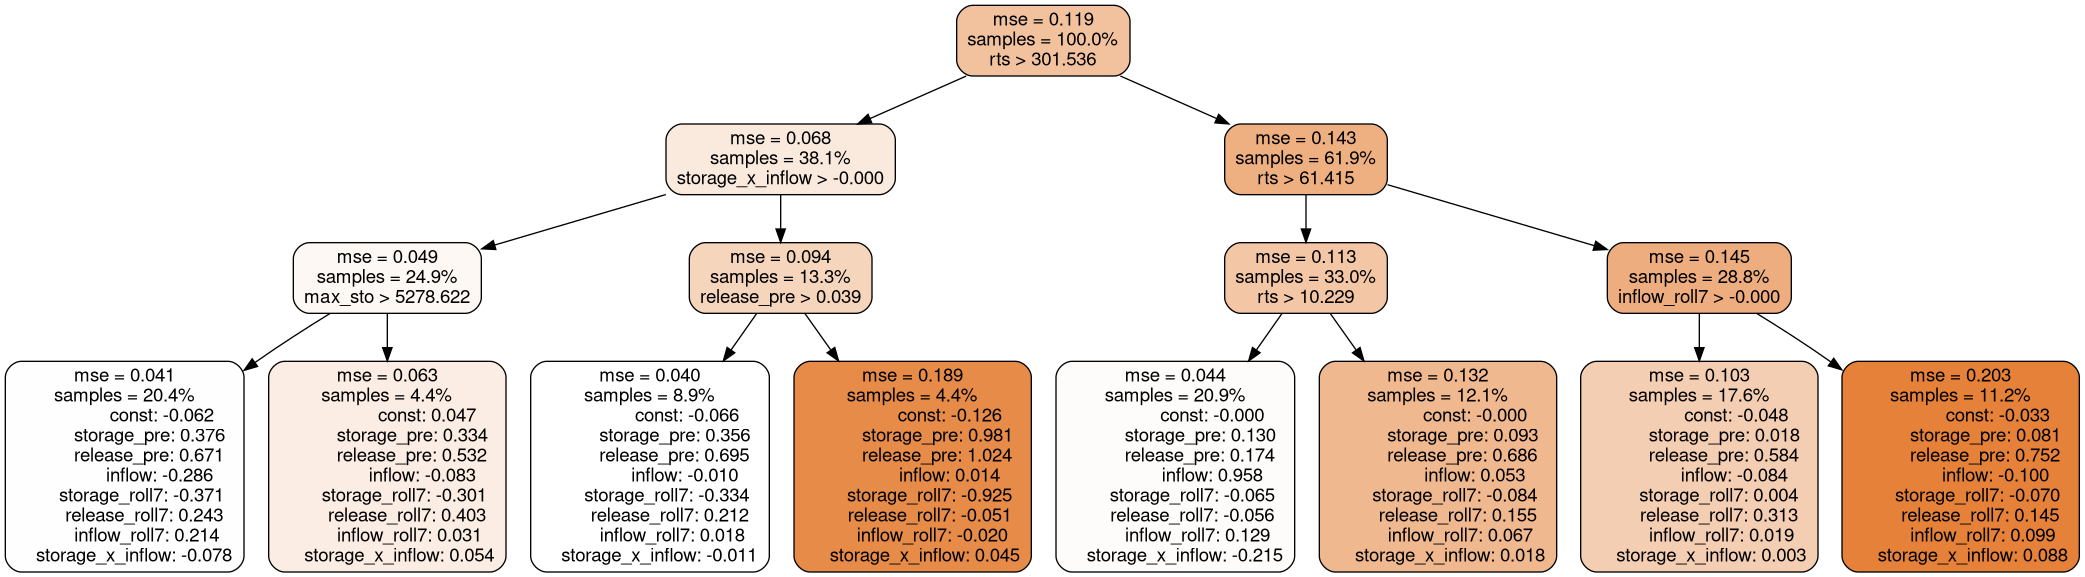 mse = 0.119
samples = 100.0%
rts > 301.536
mse = 0.068
samples = 38.1%
storage_x_inflow > -0.000
mse = 0.143
samples = 61.9%
rts > 61.415
mse = 0.049
samples = 24.9%
max_sto > 5278.622
mse = 0.094
samples = 13.3%
release_pre > 0.039
mse = 0.113
samples = 33.0%
rts > 10.229
mse = 0.145
samples = 28.8%
inflow_roll7 > -0.000
mse = 0.041
samples = 20.4%
const: -0.062
storage_pre: 0.376
release_pre: 0.671
inflow: -0.286
storage_roll7: -0.371
release_roll7: 0.243
inflow_roll7: 0.214
storage_x_inflow: -0.078
mse = 0.063
samples = 4.4%
const: 0.047
storage_pre: 0.334
release_pre: 0.532
inflow: -0.083
storage_roll7: -0.301
release_roll7: 0.403
inflow_roll7: 0.031
storage_x_inflow: 0.054
mse = 0.040
samples = 8.9%
const: -0.066
storage_pre: 0.356
release_pre: 0.695
inflow: -0.010
storage_roll7: -0.334
release_roll7: 0.212
inflow_roll7: 0.018
storage_x_inflow: -0.011
mse = 0.189
samples = 4.4%
const: -0.126
storage_pre: 0.981
release_pre: 1.024
inflow: 0.014
storage_roll7: -0.925
release_roll7: -0.051
inflow_roll7: -0.020
storage_x_inflow: 0.045
mse = 0.044
samples = 20.9%
const: -0.000
storage_pre: 0.130
release_pre: 0.174
inflow: 0.958
storage_roll7: -0.065
release_roll7: -0.056
inflow_roll7: 0.129
storage_x_inflow: -0.215
mse = 0.132
samples = 12.1%
const: -0.000
storage_pre: 0.093
release_pre: 0.686
inflow: 0.053
storage_roll7: -0.084
release_roll7: 0.155
inflow_roll7: 0.067
storage_x_inflow: 0.018
mse = 0.103
samples = 17.6%
const: -0.048
storage_pre: 0.018
release_pre: 0.584
inflow: -0.084
storage_roll7: 0.004
release_roll7: 0.313
inflow_roll7: 0.019
storage_x_inflow: 0.003
mse = 0.203
samples = 11.2%
const: -0.033
storage_pre: 0.081
release_pre: 0.752
inflow: -0.100
storage_roll7: -0.070
release_roll7: 0.145
inflow_roll7: 0.099
storage_x_inflow: 0.088